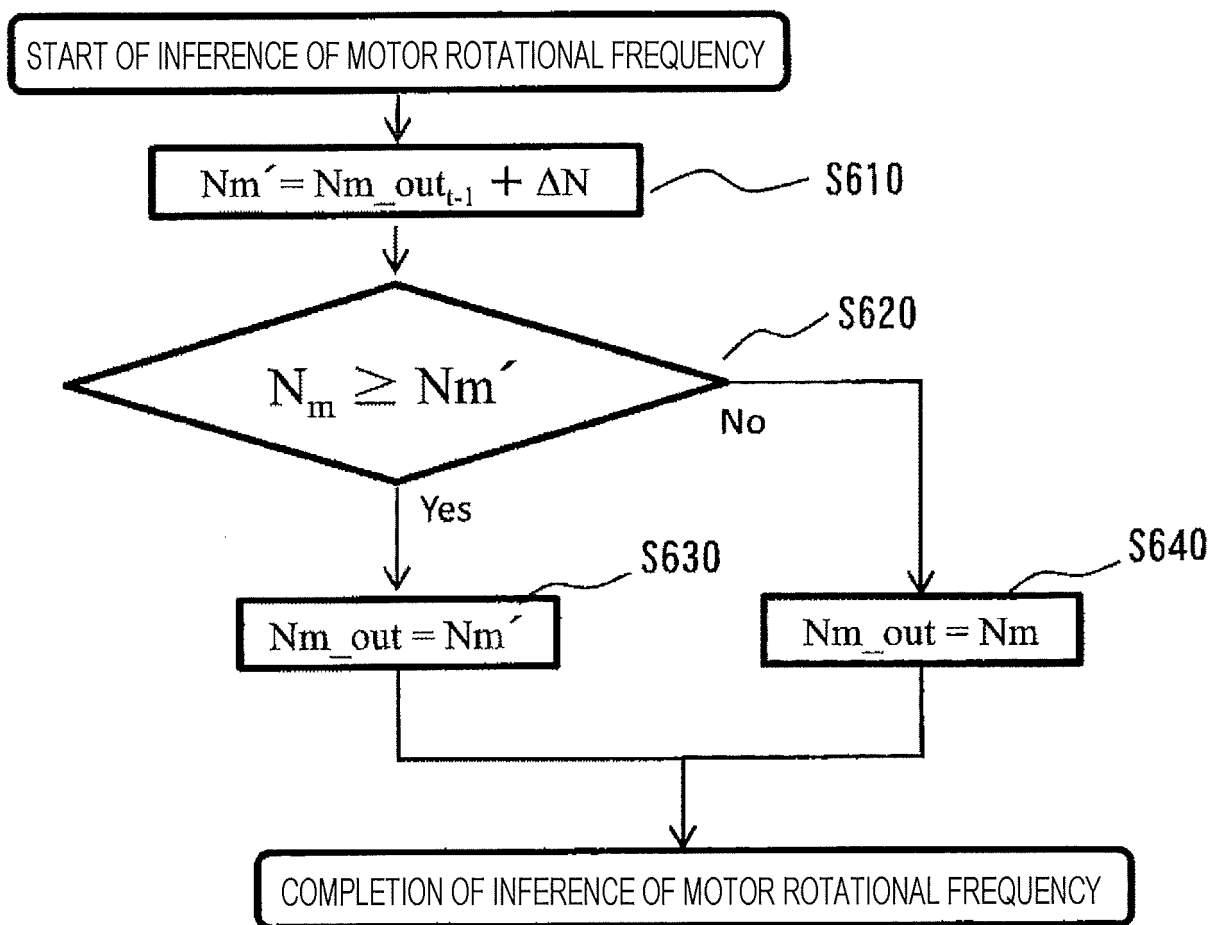 START OF INFERENCE OF MOTOR ROTATIONAL FREQUENCY
Nm´ = Nm_out_{t-1} + ΔN
S610
S620
N_m ≥ Nm´
No
Yes
S630
S640
Nm_out = Nm´
Nm_out = Nm
COMPLETION OF INFERENCE OF MOTOR ROTATIONAL FREQUENCY